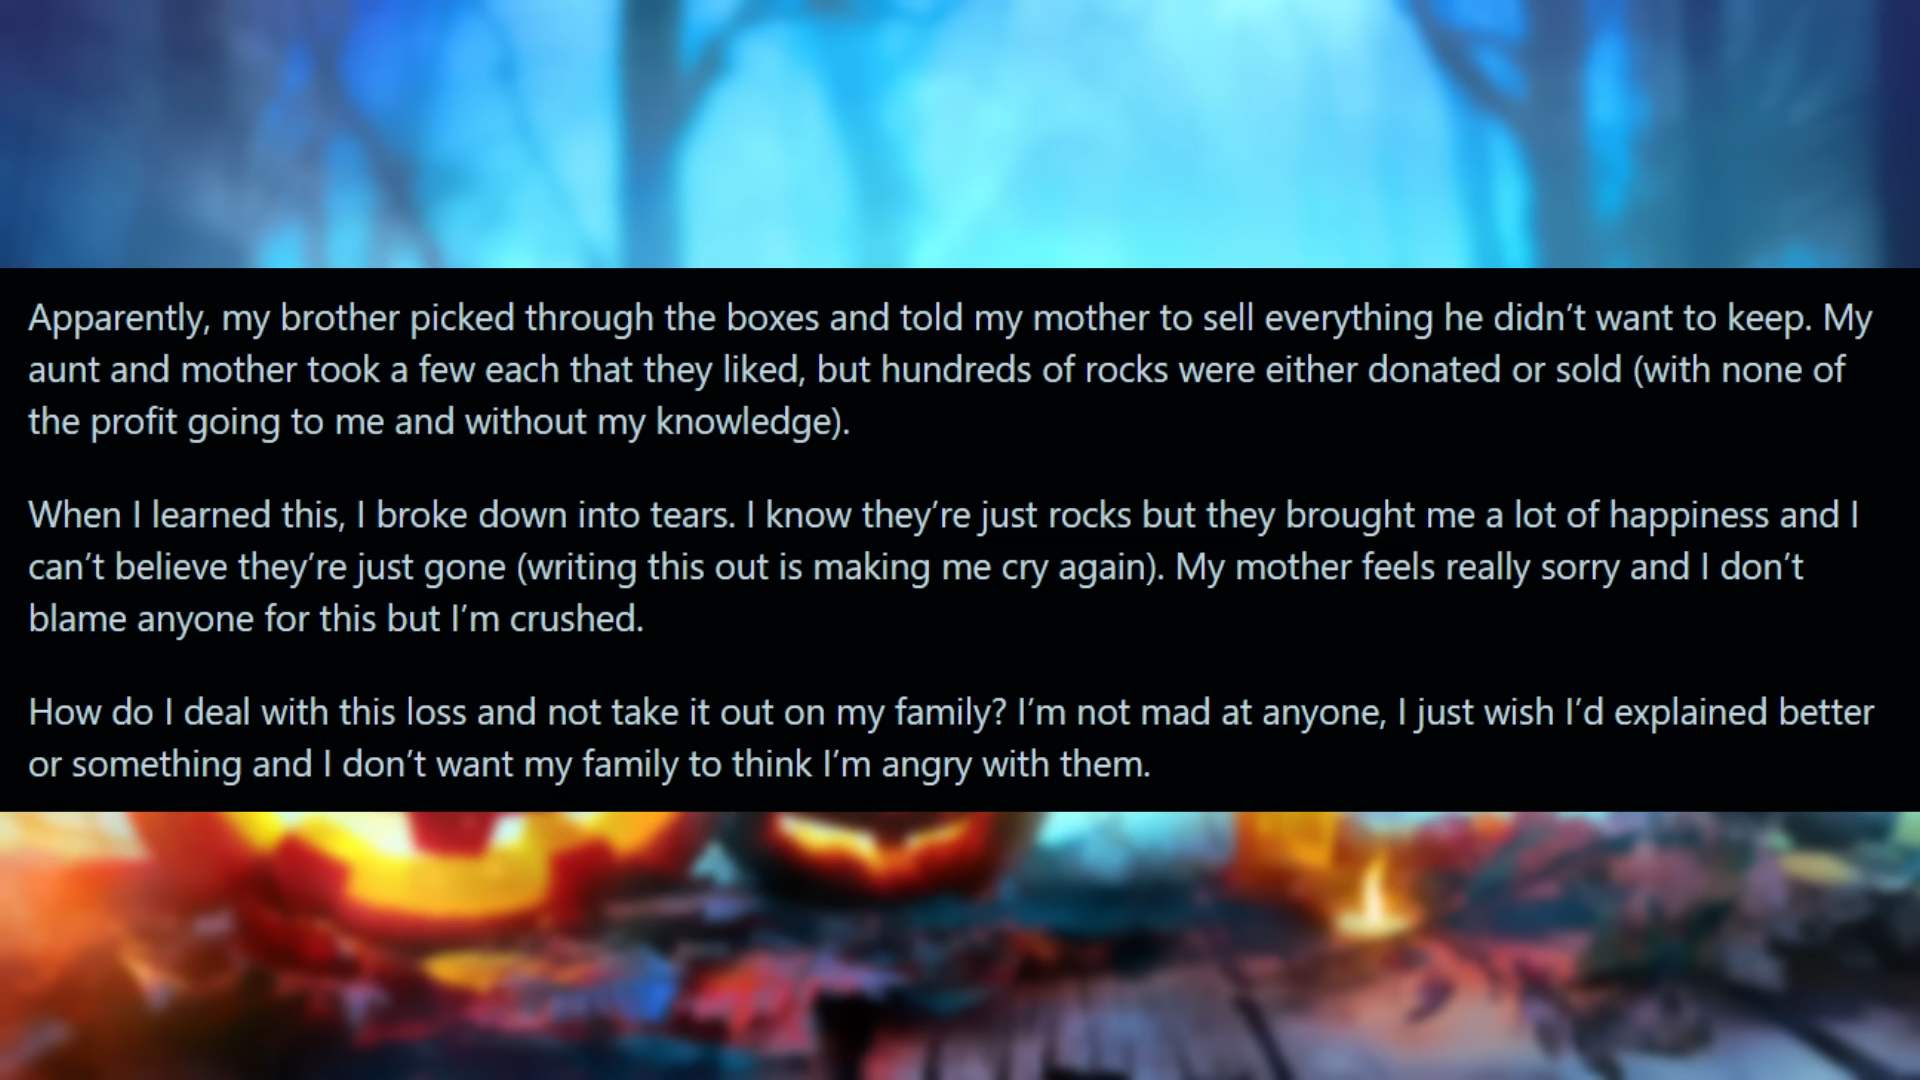 Apparently, my brother picked through the boxes and told my mother to sell everything he didn’t want to keep. My
aunt and mother took a few each that they liked, but hundreds of rocks were either donated or sold (with none of
the profit going to me and without my knowledge).
When I learned this, I broke down into tears. I know they’re just rocks but they brought me a lot of happiness and I
can’t believe they’re just gone (writing this out is making me cry again). My mother feels really sorry and I don’t
blame anyone for this but I’m crushed.
How do I deal with this loss and not take it out on my family? I’m not mad at anyone, I just wish I’d explained better
or something and I don’t want my family to think I’m angry with them.